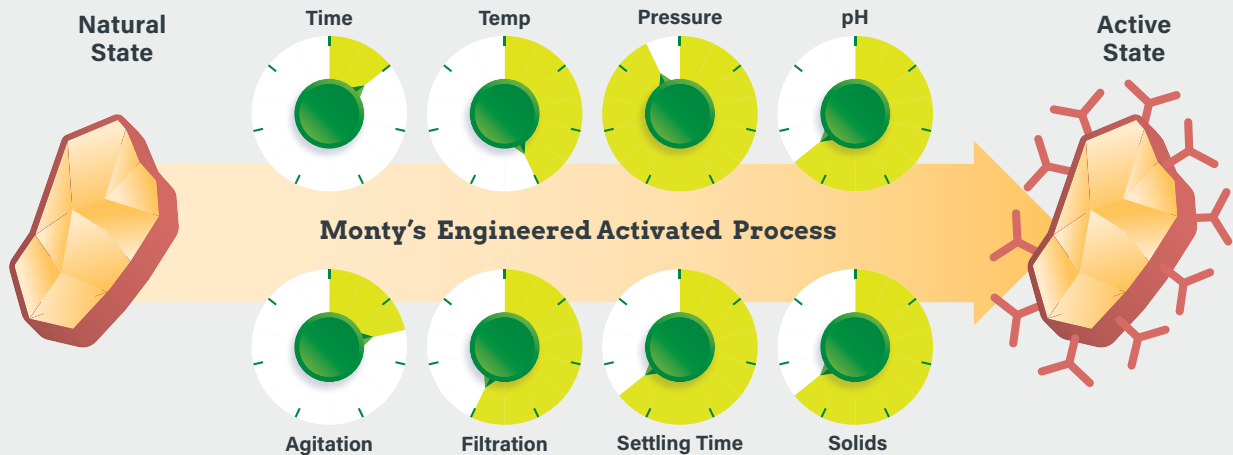 Natural
State
Time
Temp
Pressure
pH
Active
State
Monty's Engineered Activated Process
Agitation
Filtration
Settling Time
Solids